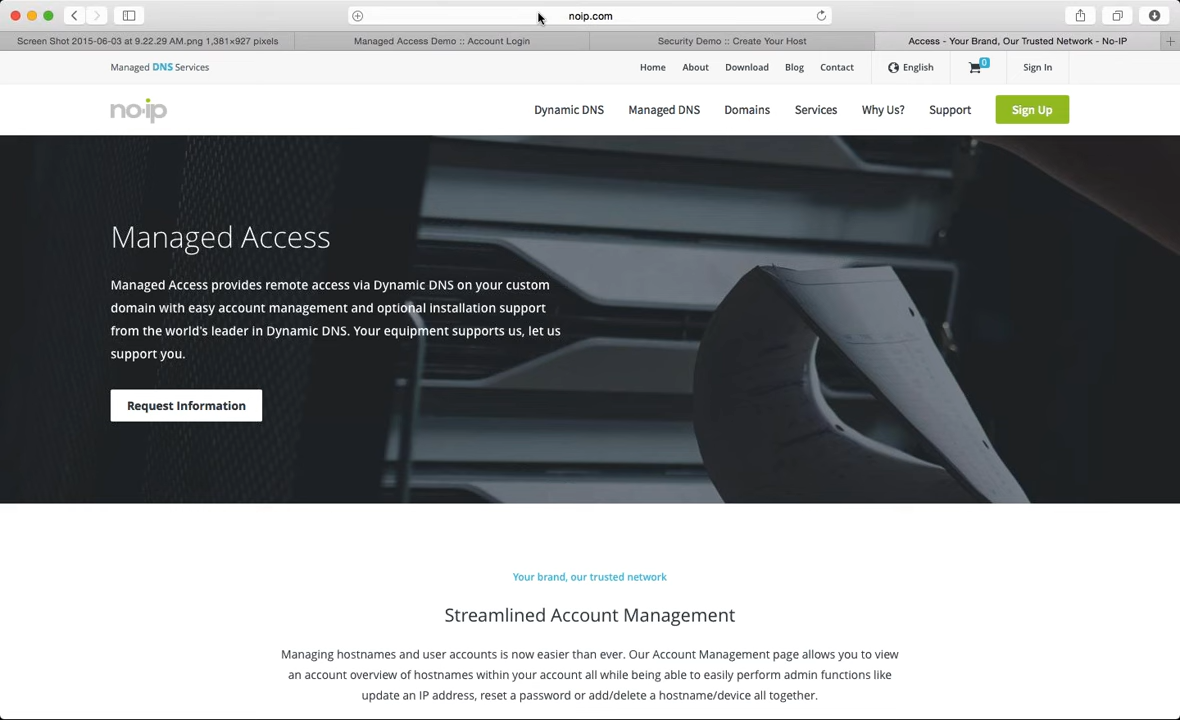 noip.com
Screen Shot 2015-06-03 at 9.22.29 AM.png 1,381×927 pixels
Managed Access Demo :: Account Login
Security Demo :: Create Your Host
Access - Your Brand, Our Trusted Network - No-IP
Managed DNS Services
Home
About
Download
Blog
Contact
English
0
Sign In
no-ip
Dynamic DNS
Managed DNS
Domains
Services
Why Us?
Support
Sign Up
Managed Access
Managed Access provides remote access via Dynamic DNS on your custom
domain with easy account management and optional installation support
from the world's leader in Dynamic DNS. Your equipment supports us, let us
support you.
Request Information
Your brand, our trusted network
Streamlined Account Management
Managing hostnames and user accounts is now easier than ever. Our Account Management page allows you to view
an account overview of hostnames within your account all while being able to easily perform admin functions like
update an IP address, reset a password or add/delete a hostname/device all together.